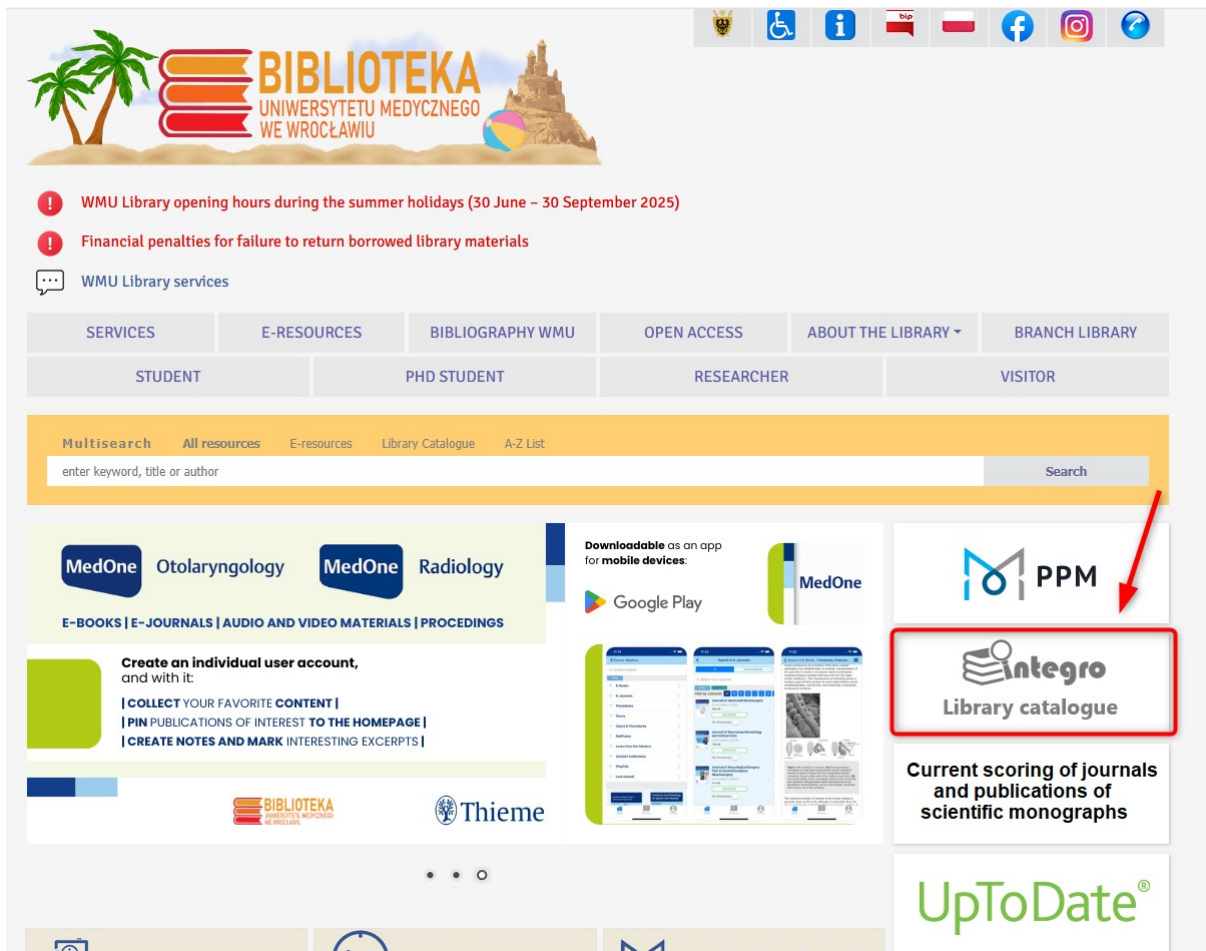 BIBLIOTEKA
UNIWERSYTETU MEDYCZNEGO
WE WROCŁAWIU
bip
WMU Library opening hours during the summer holidays (30 June – 30 September 2025)
Financial penalties for failure to return borrowed library materials
WMU Library services
SERVICES
E-RESOURCES
BIBLIOGRAPHY WMU
OPEN ACCESS
ABOUT THE LIBRARY
BRANCH LIBRARY
STUDENT
PHD STUDENT
RESEARCHER
VISITOR
Multisearch All resources E-resources Library Catalogue A-Z List
enter keyword, title or author
Search
MedOne Otolaryngology MedOne Radiology
E-BOOKS | E-JOURNALS | AUDIO AND VIDEO MATERIALS | PROCEDINGS
Create an individual user account,
and with it:
| COLLECT YOUR FAVORITE CONTENT |
| PIN PUBLICATIONS OF INTEREST TO THE HOMEPAGE |
| CREATE NOTES AND MARK INTERESTING EXCERPTS |
BIBLIOTEKA
UNIWERSYTETU MEDYCZNEGO
WE WROCŁAWIU
Thieme
Downloadable as an app
for mobile devices:
Google Play
MedOne
PPM
Integro
Library catalogue
Current scoring of journals
and publications of
scientific monographs
UpToDate®